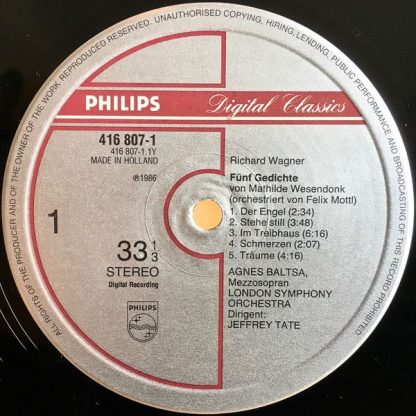 ALL RIGHTS OF THE PRODUCER AND OF THE OWNER OF THE WORK REPRODUCED RESERVED. UNAUTHORISED COPYING, HIRING, LENDING, PUBLIC PERFORMANCE AND BROADCASTING OF THIS RECORD PROHIBITED
PHILIPS
Digital Classics
416 807-1
416 807-1.1Y
MADE IN HOLLAND
℗1986
1
33 1/3
STEREO
Digital Recording
PHILIPS
Richard Wagner
Fünf Gedichte
von Mathilde Wesendonk
(orchestriert von Felix Mottl)
1. Der Engel (2:34)
2. Stehe still (3:48)
3. Im Treibhaus (6:16)
4. Schmerzen (2:07)
5. Träume (4:16)
AGNES BALTSA,
Mezzosopran
LONDON SYMPHONY
ORCHESTRA
Dirigent:
JEFFREY TATE